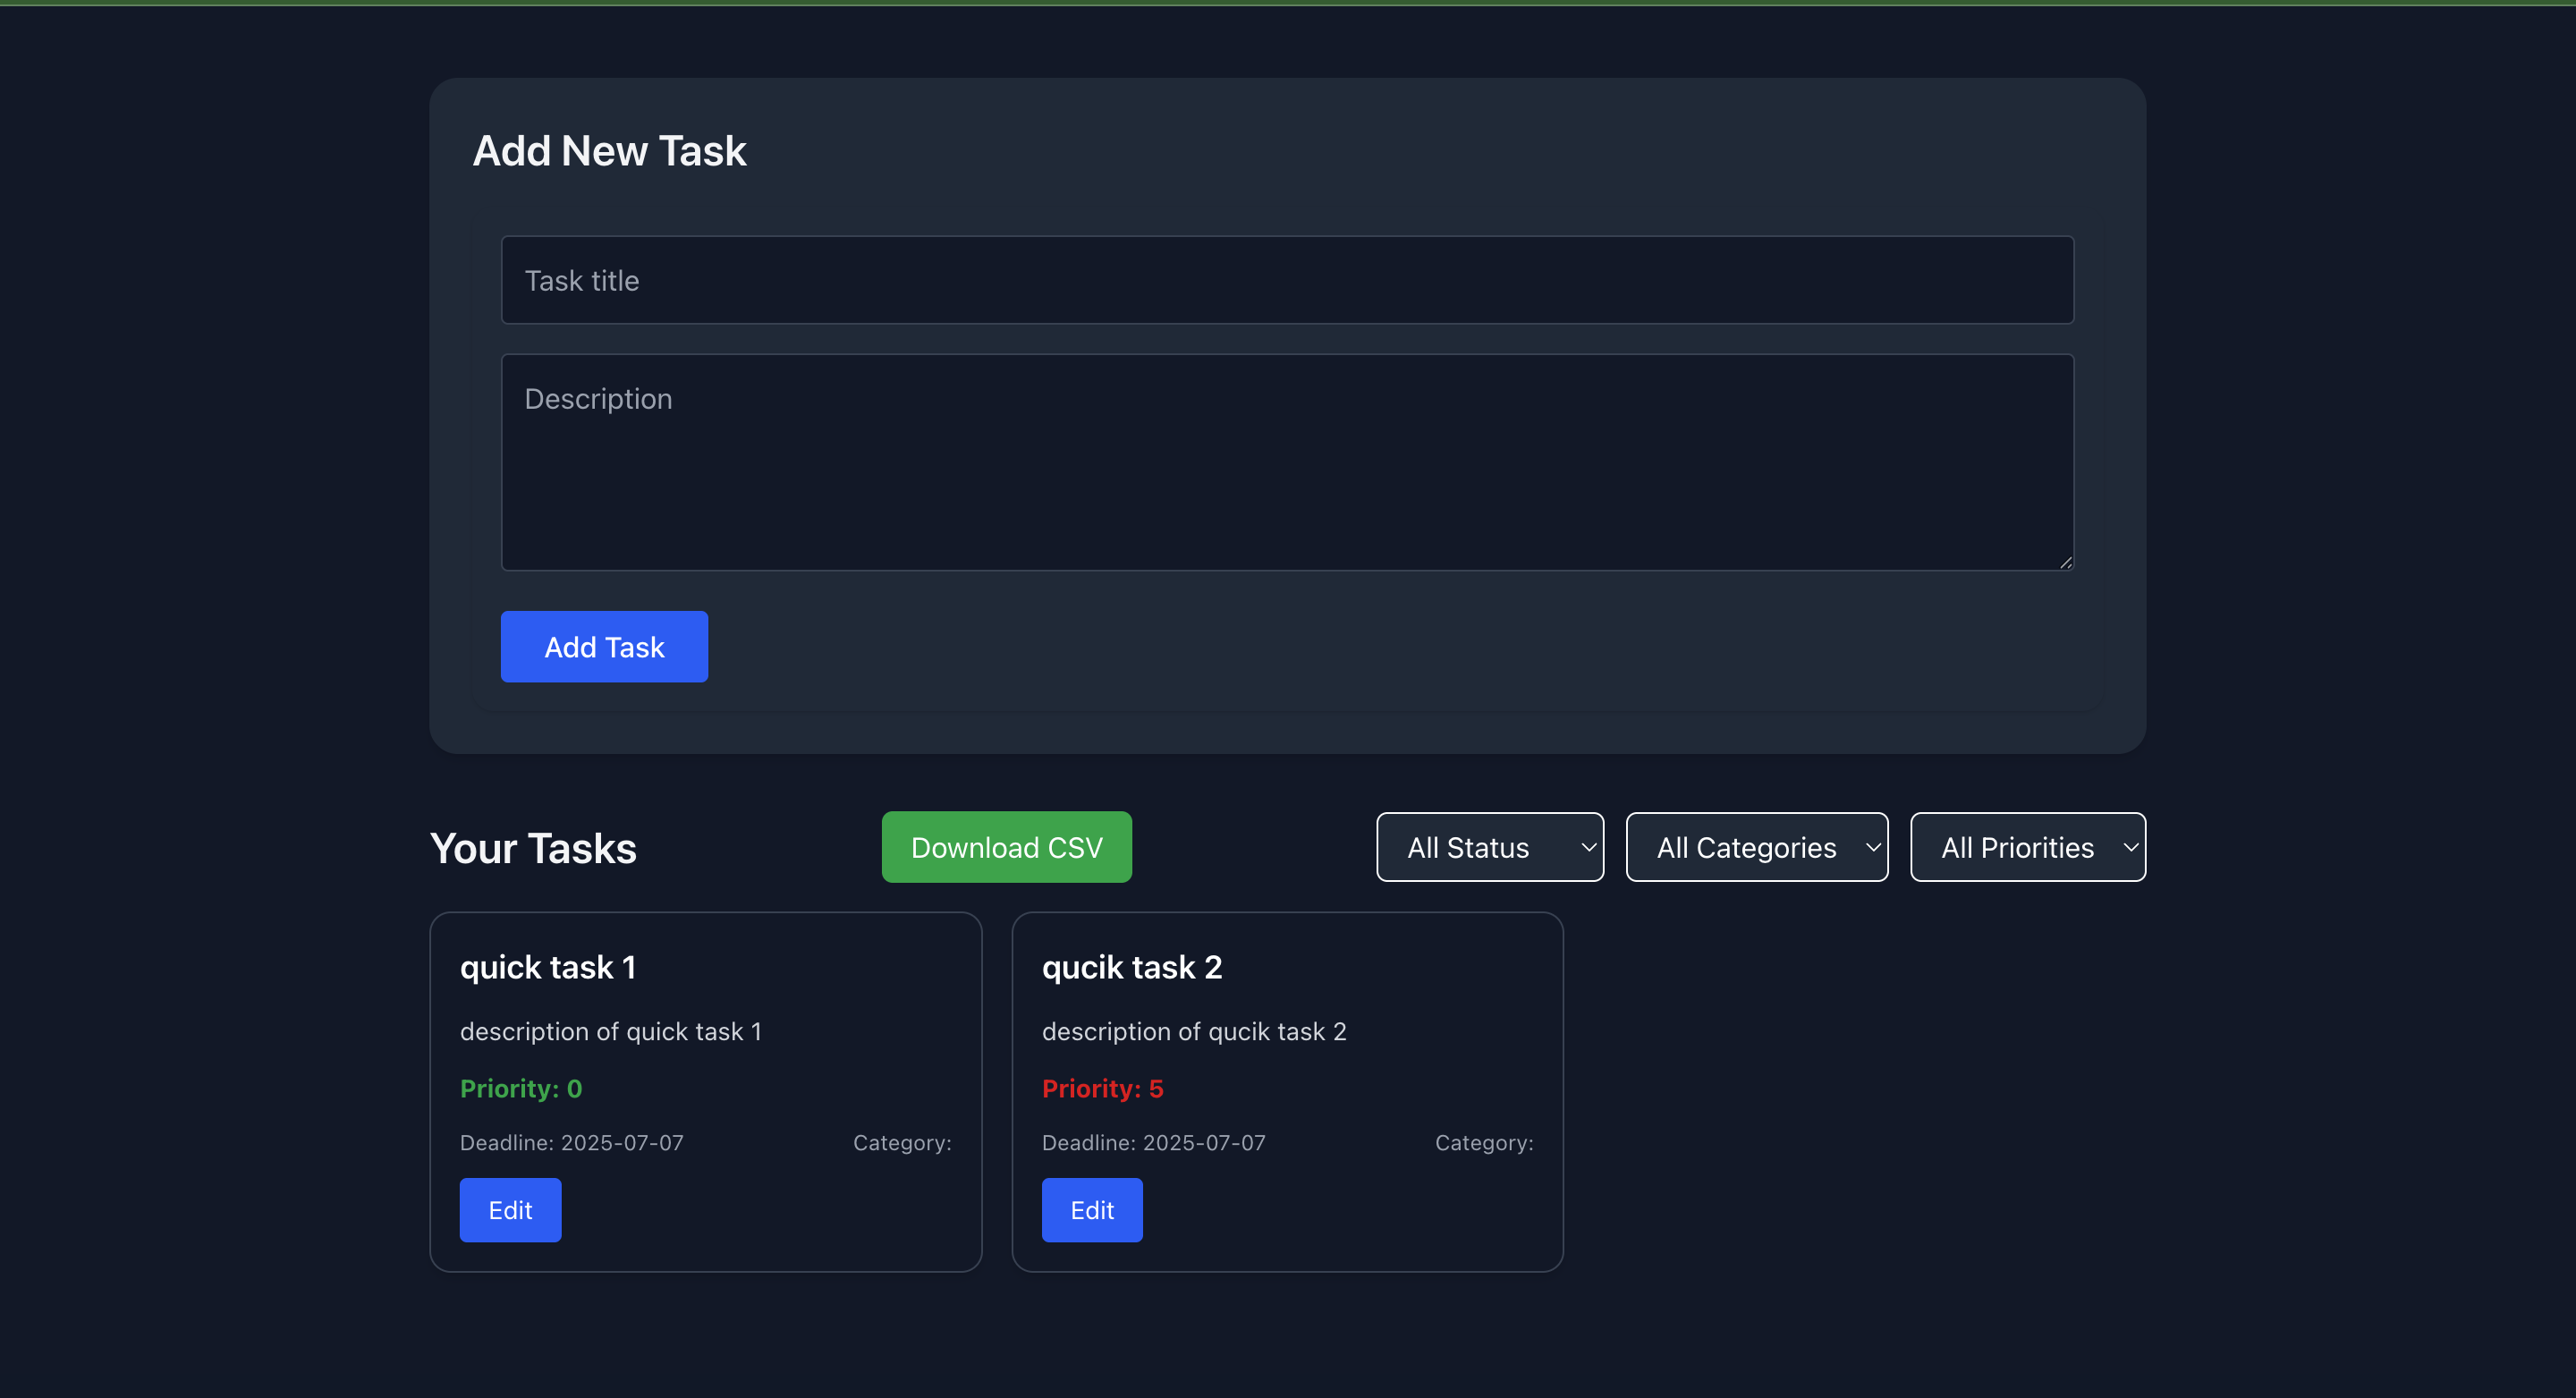 Add New Task
Task title
Description
Add Task
Your Tasks
Download CSV
All Status
All Categories
All Priorities
quick task 1
description of quick task 1
Priority: 0
Deadline: 2025-07-07
Category:
Edit
qucik task 2
description of qucik task 2
Priority: 5
Deadline: 2025-07-07
Category:
Edit